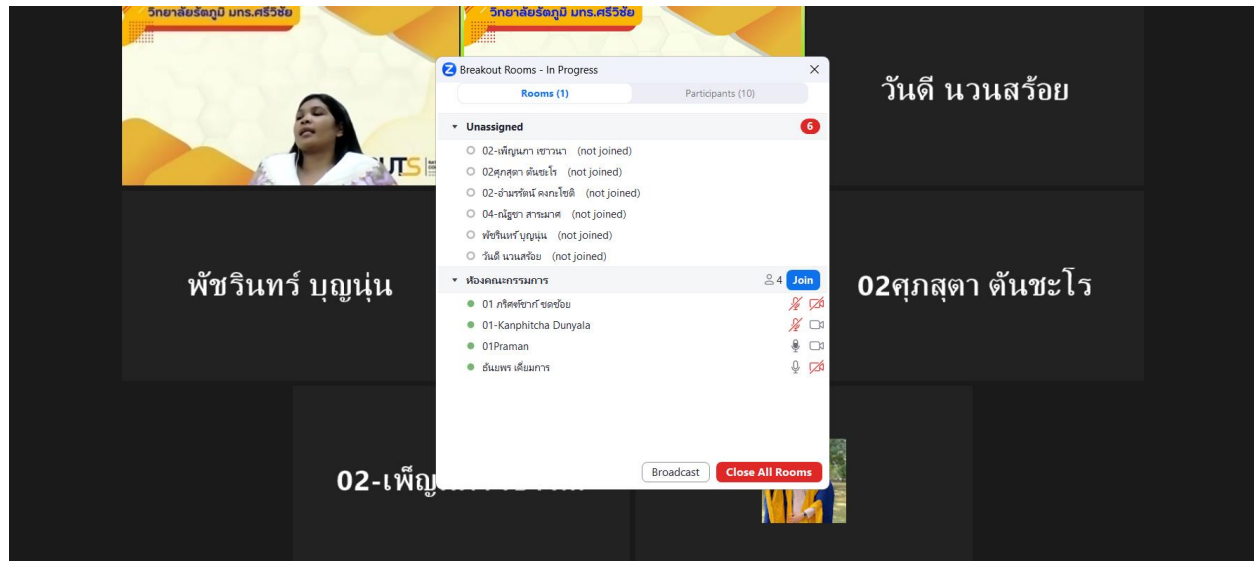 วิทยาลัยรัตภูมิ มทร.ศรีวิชัย
วิทยาลัยรัตภูมิ มทร.ศรีวิชัย
UTS
วันดี นวนสร้อย
Breakout Rooms - In Progress
Rooms (1)
Participants (10)
Unassigned
6
02-เพ็ญนภา เชาวนา (not joined)
02ศุภสุตา ตันชะโร (not joined)
02-อำมรรัตน์ คงกะโชติ (not joined)
04-ณัฐชา สาระมาศ (not joined)
พัชรินทร์ บุญนุ่น (not joined)
วันดี นวนสร้อย (not joined)
ห้องคณะกรรมการ
4
Join
01 ภริศฬ์ชาก์ ชดช้อย
01-Kanphitcha Dunyala
01Praman
ธันยพร เคี่ยมการ
พัชรินทร์ บุญนุ่น
02ศุภสุตา ตันชะโร
Broadcast
Close All Rooms
02-เพ็ญ